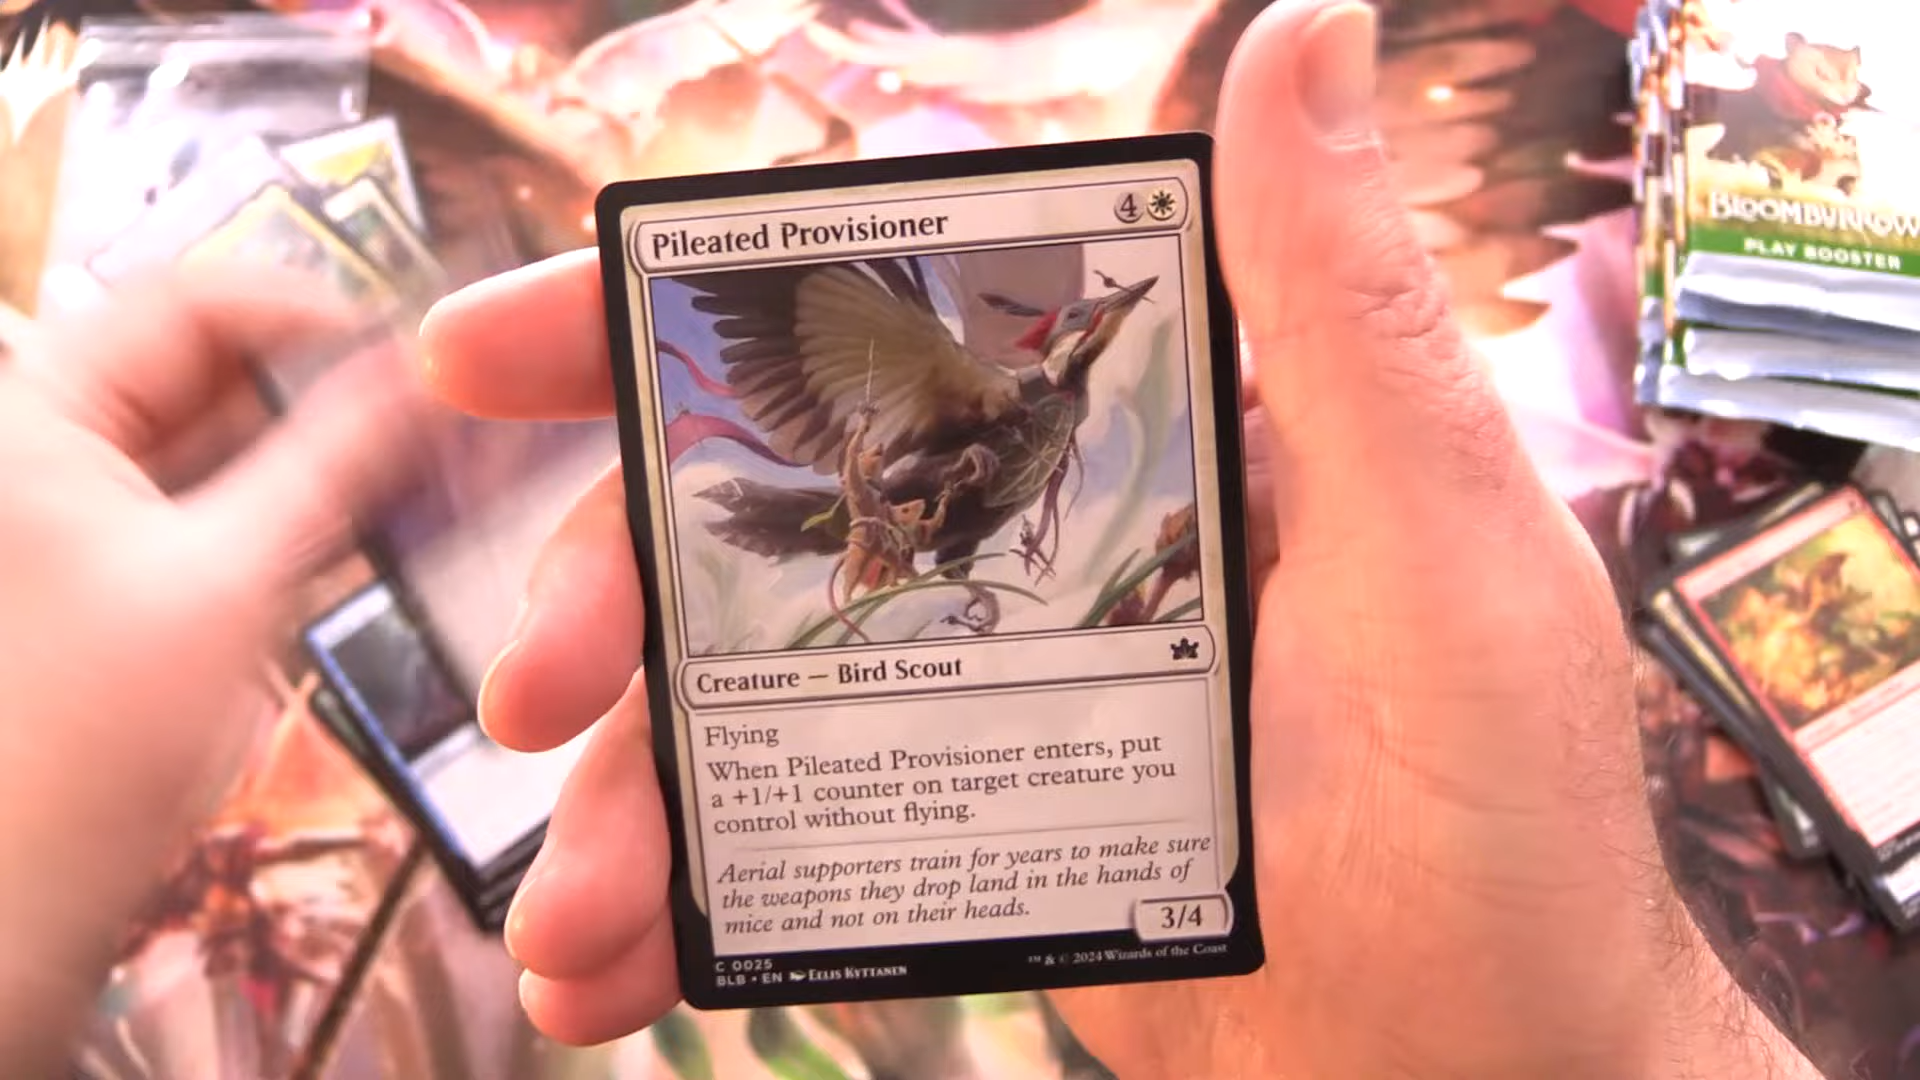 Pileated Provisioner 4
Creature — Bird Scout
Flying
When Pileated Provisioner enters, put
a +1/+1 counter on target creature you
control without flying.
Aerial supporters train for years to make sure
the weapons they drop land in the hands of
mice and not on their heads.
3/4
C 0025
BLB • EN Eelis Kyttanen
™ & © 2024 Wizards of the Coast
BLOOMBURROW
PLAY BOOSTER